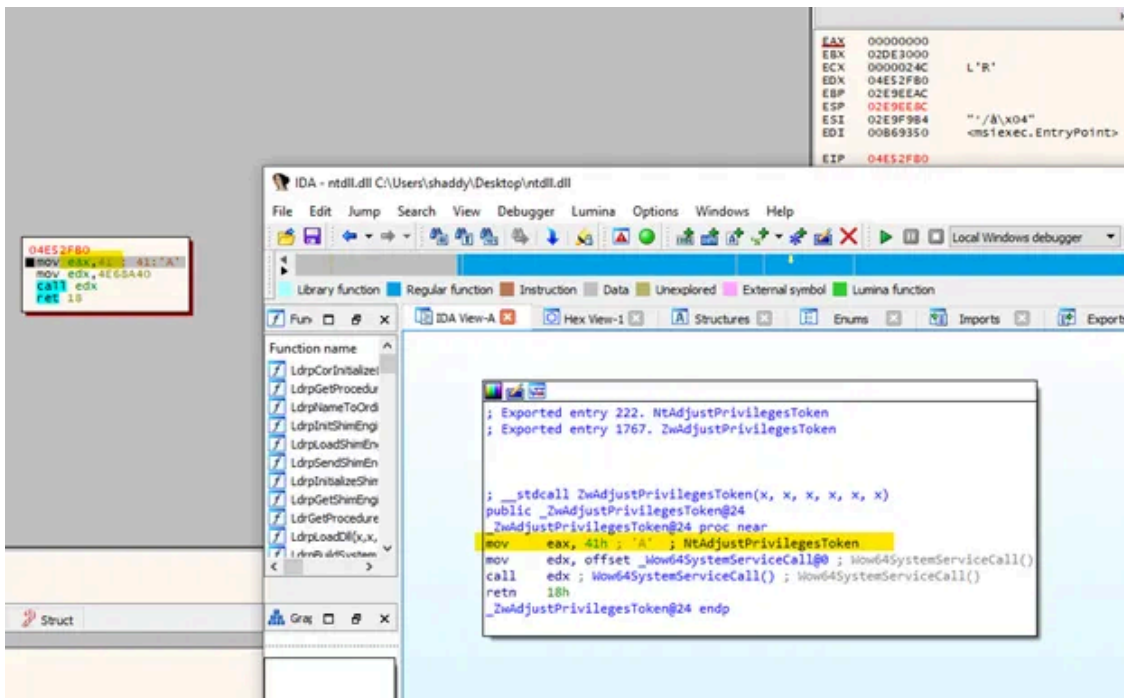 EAX 00000000
EBX 02DE3000
ECX 0000024C L'R'
EDX 04E52FB0
EBP 02E9EEAC
ESP 02E9EE8C
ESI 02E9F984 "'/å\x04"
EDI 00B69350 <msiexec.EntryPoint>
EIP 04E52FB0
04E52FB0
mov eax,41 : 41:'A'
mov edx,4E68A40
call edx
ret 18
IDA - ntdll.dll C:\Users\shaddy\Desktop\ntdll.dll
File Edit Jump Search View Debugger Lumina Options Windows Help
Local Windows debugger
Library function Regular function Instruction Data Unexplored External symbol Lumina function
Fun IDA View-A Hex View-1 Structures Enums Imports Export
Function name
LdrpCorInitialize
LdrpGetProcedur
LdrpNameToOrdi
LdrpInitShimEngi
LdrpLoadShimEn
LdrpSendShimEn
LdrpInitializeShim
LdrpGetShimEngi
LdrGetProcedure
LdrpLoadDll(x,x,
LdrpBuildSystem
; Exported entry 222. NtAdjustPrivilegesToken
; Exported entry 1767. ZwAdjustPrivilegesToken
; __stdcall ZwAdjustPrivilegesToken(x, x, x, x, x, x)
public _ZwAdjustPrivilegesToken@24
_ZwAdjustPrivilegesToken@24 proc near
mov eax, 41h ; 'A' ; NtAdjustPrivilegesToken
mov edx, offset _Wow64SystemServiceCall@0 ; Wow64SystemServiceCall()
call edx ; Wow64SystemServiceCall() ; Wow64SystemServiceCall()
retn 18h
_ZwAdjustPrivilegesToken@24 endp
Struct
Grap